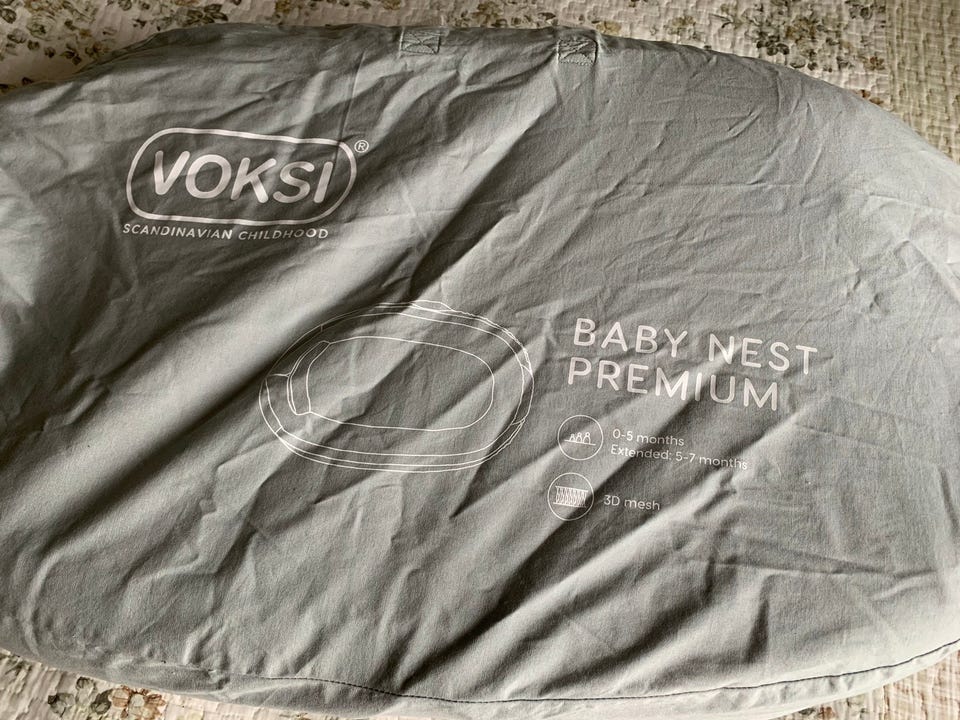 VOKSI®
SCANDINAVIAN CHILDHOOD
BABY NEST
PREMIUM
0-5 months
Extended: 5-7 months
3D mesh